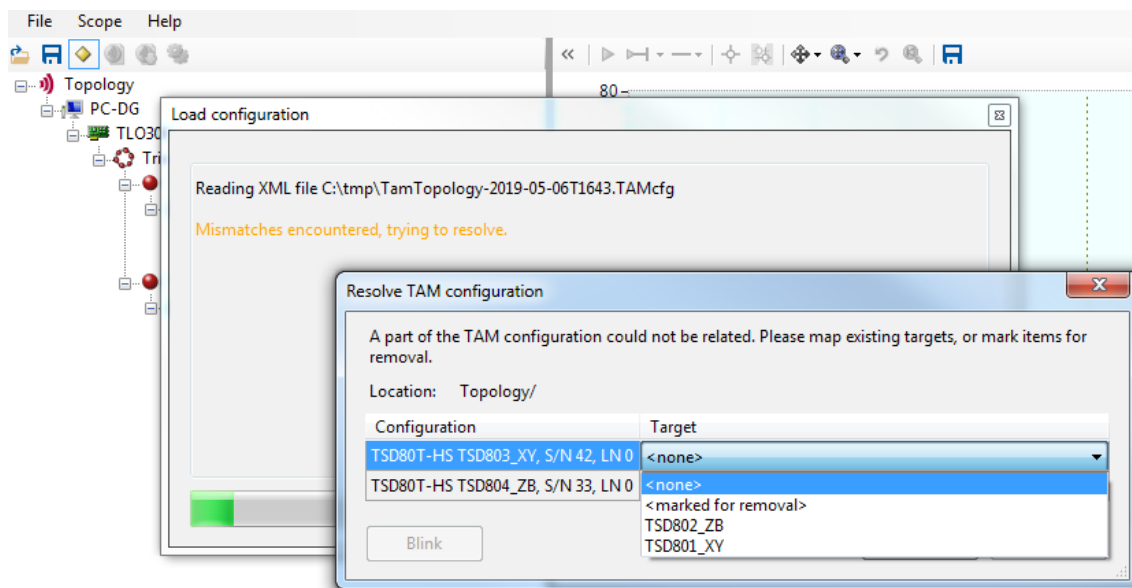 File Scope Help
Topology
80
PC-DG
Load configuration
TLO30
Tri
Reading XML file C:\tmp\TamTopology-2019-05-06T1643.TAMcfg
Mismatches encountered, trying to resolve.
Resolve TAM configuration
A part of the TAM configuration could not be related. Please map existing targets, or mark items for
removal.
Location: Topology/
Configuration Target
TSD80T-HS TSD803_XY, S/N 42, LN 0 <none>
TSD80T-HS TSD804_ZB, S/N 33, LN 0 <none>
<marked for removal>
TSD802_ZB
TSD801_XY
Blink